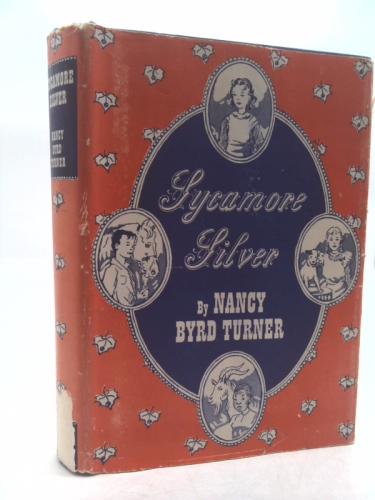 SYCAMORE
SILVER
NANCY
BYRD
TURNER
Sycamore
Silver
By NANCY
BYRD TURNER